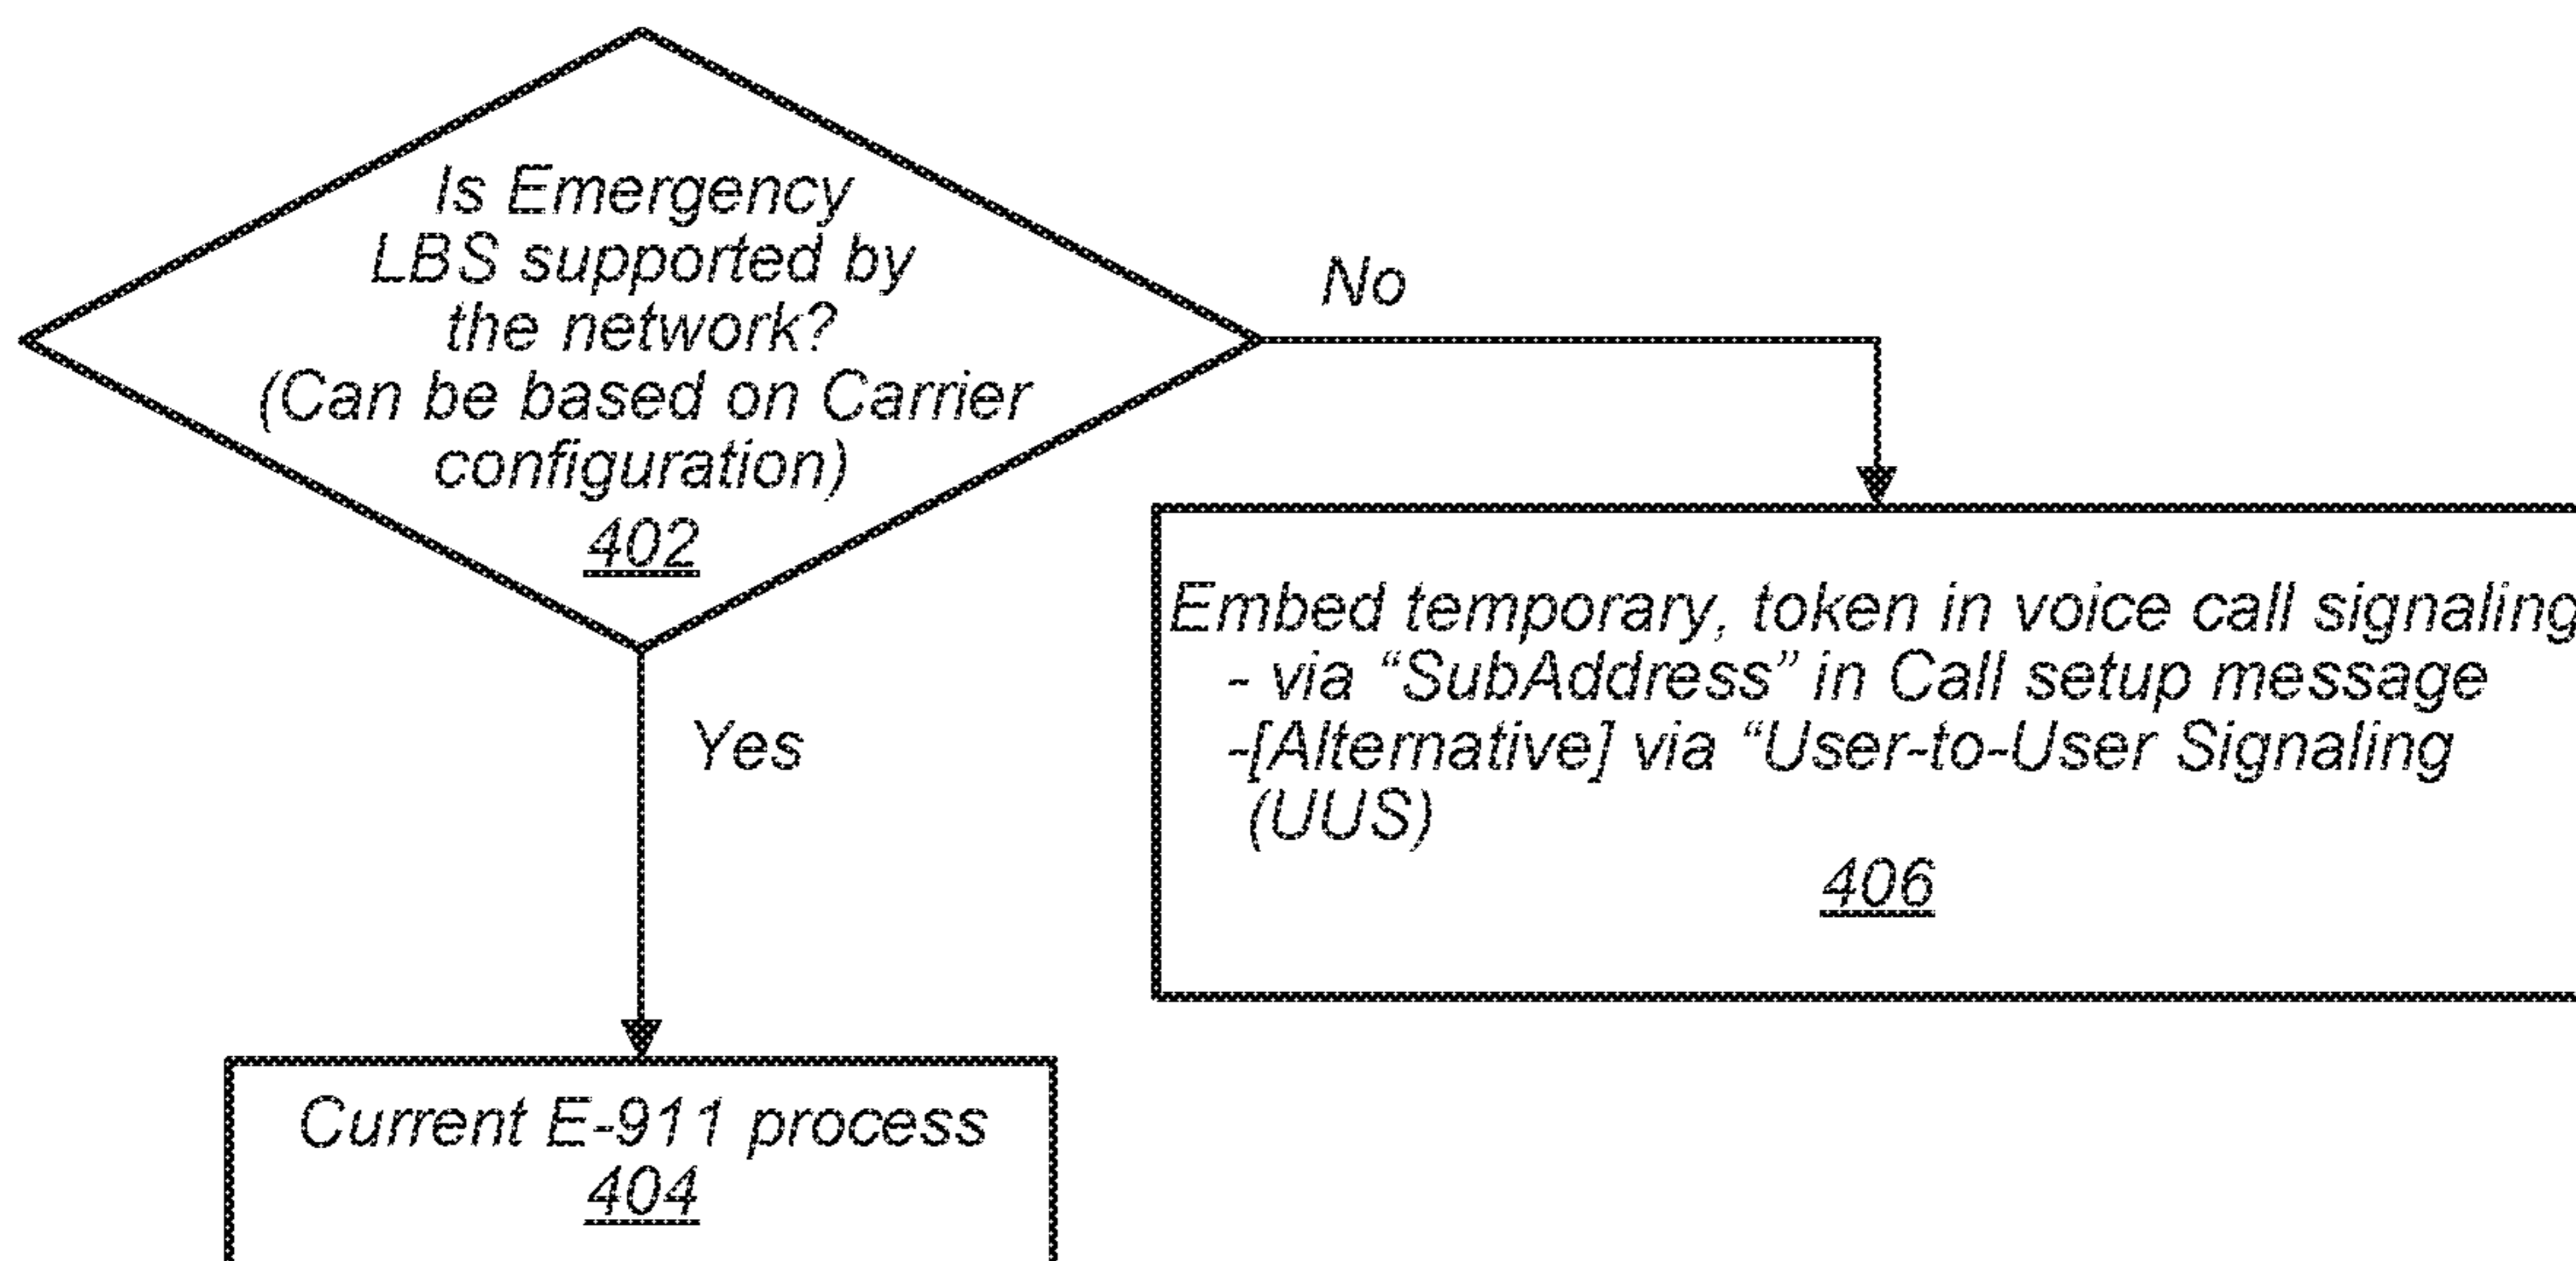 Is Emergency
LBS supported by
the network?
(Can be based on Carrier
configuration)
402
No
Embed temporary, token in voice call signaling
- via “SubAddress” in Call setup message
-[Alternative] via “User-to-User Signaling
(UUS)
406
Yes
Current E-911 process
404